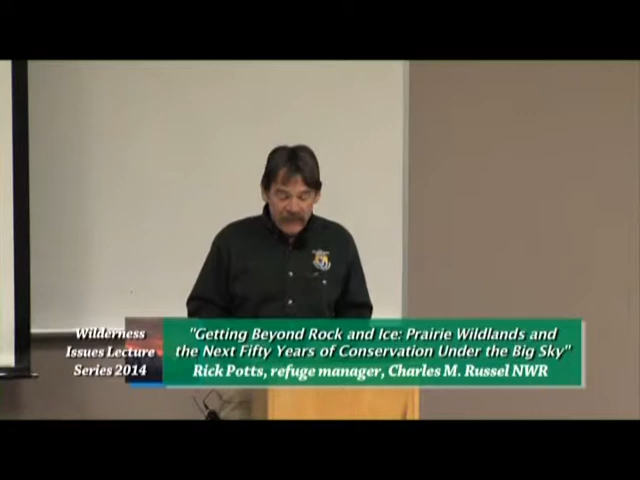 Wilderness
Issues Lecture
Series 2014
"Getting Beyond Rock and Ice: Prairie Wildlands and
the Next Fifty Years of Conservation Under the Big Sky"
Rick Potts, refuge manager, Charles M. Russel NWR